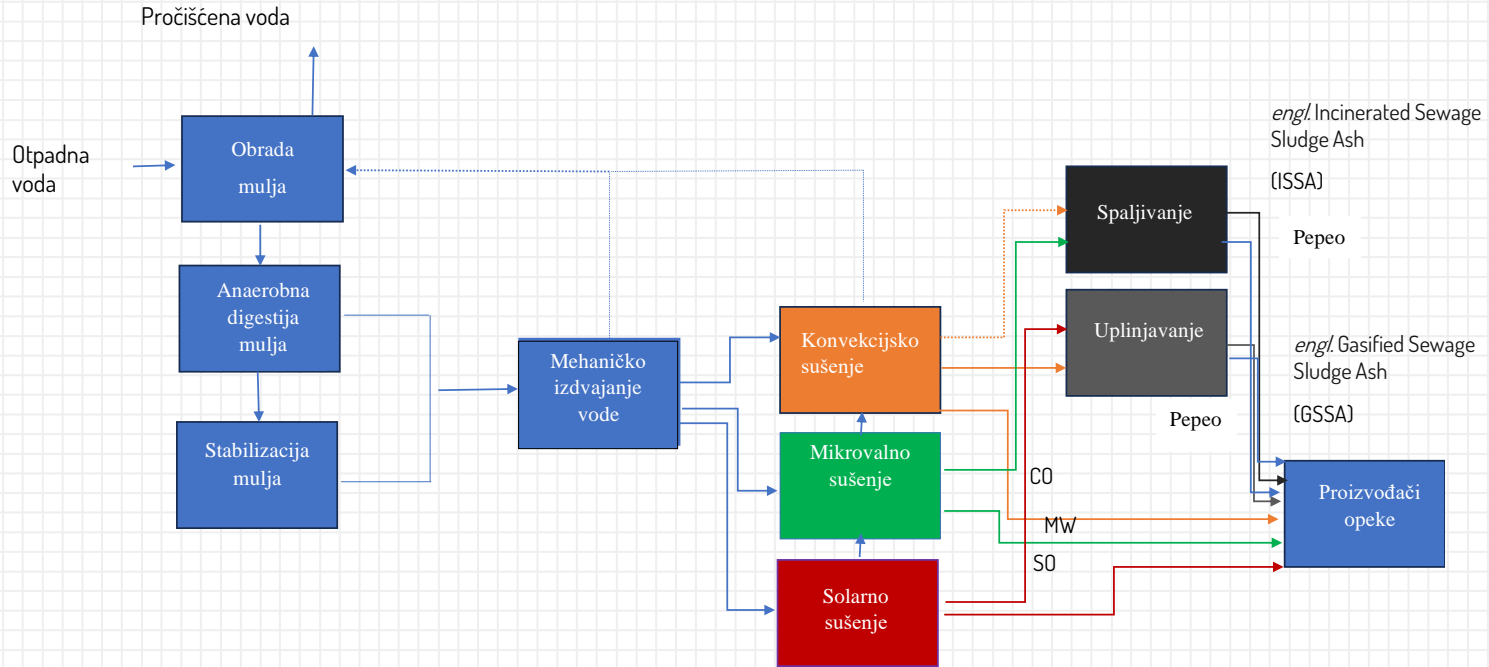 Pročišćena voda
Otpadna
voda
Obrada
mulja
Anaerobna
digestija
mulja
Stabilizacija
mulja
Mehaničko
izdvajanje
vode
Konvekcijsko
sušenje
Mikrovalno
sušenje
Solarno
sušenje
CO
MW
SO
Spaljivanje
Uplinjavanje
engl. Incinerated Sewage
Sludge Ash
(ISSA)
Pepeo
engl. Gasified Sewage
Sludge Ash
(GSSA)
Pepeo
Proizvođači
opeke